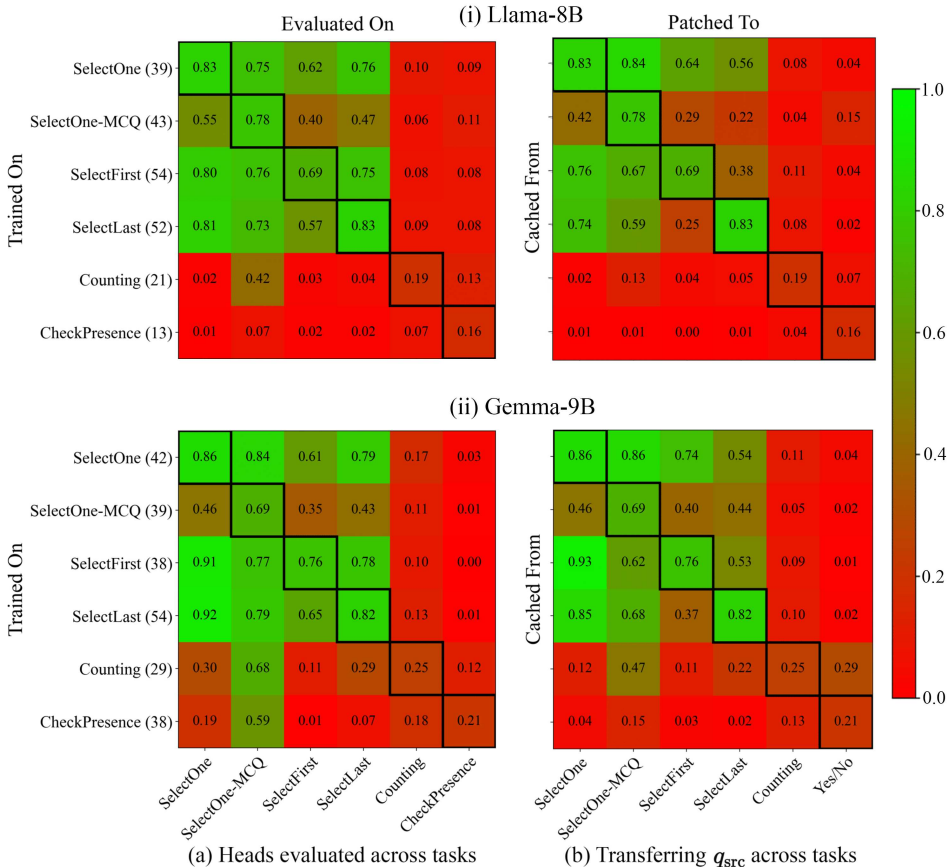 (i) Llama-8B
Evaluated On
Patched To
Trained On
Cached From
SelectOne (39) 0.83 0.75 0.62 0.76 0.10 0.09
0.83 0.84 0.64 0.56 0.08 0.04
SelectOne-MCQ (43) 0.55 0.78 0.40 0.47 0.06 0.11
0.42 0.78 0.29 0.22 0.04 0.15
SelectFirst (54) 0.80 0.76 0.69 0.75 0.08 0.08
0.76 0.67 0.69 0.38 0.11 0.04
SelectLast (52) 0.81 0.73 0.57 0.83 0.09 0.08
0.74 0.59 0.25 0.83 0.08 0.02
Counting (21) 0.02 0.42 0.03 0.04 0.19 0.13
0.02 0.13 0.04 0.05 0.19 0.07
CheckPresence (13) 0.01 0.07 0.02 0.02 0.07 0.16
0.01 0.01 0.00 0.01 0.04 0.16
1.0
0.8
0.6
0.4
0.2
0.0
(ii) Gemma-9B
Trained On
Cached From
SelectOne (42) 0.86 0.84 0.61 0.79 0.17 0.03
0.86 0.86 0.74 0.54 0.11 0.04
SelectOne-MCQ (39) 0.46 0.69 0.35 0.43 0.11 0.01
0.46 0.69 0.40 0.44 0.05 0.02
SelectFirst (38) 0.91 0.77 0.76 0.78 0.10 0.00
0.93 0.62 0.76 0.53 0.09 0.01
SelectLast (54) 0.92 0.79 0.65 0.82 0.13 0.01
0.85 0.68 0.37 0.82 0.10 0.02
Counting (29) 0.30 0.68 0.11 0.29 0.25 0.12
0.12 0.47 0.11 0.22 0.25 0.29
CheckPresence (38) 0.19 0.59 0.01 0.07 0.18 0.21
0.04 0.15 0.03 0.02 0.13 0.21
SelectOne
SelectOne-MCQ
SelectFirst
SelectLast
Counting
CheckPresence
SelectOne
SelectOne-MCQ
SelectFirst
SelectLast
Counting
Yes/No
(a) Heads evaluated across tasks
(b) Transferring q_src across tasks